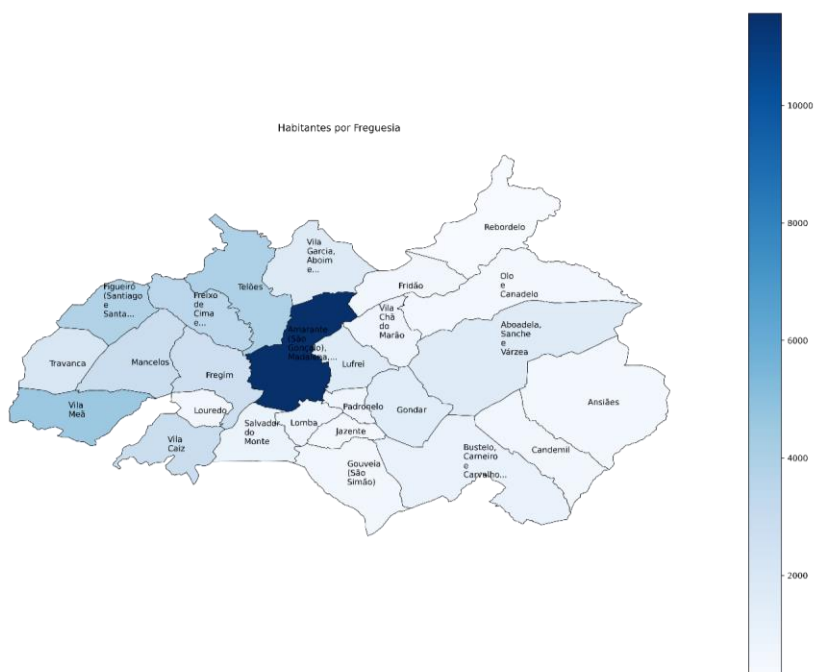 Habitantes por Freguesia
10000
8000
6000
4000
2000
Rebordelo
Vila
Garcia,
Aboim
e...
Olo
e
Canadelo
Fridão
Telões
Figueiró
(Santiago
e
Santa...
Freixo
de
Cima
e...
Vila
Chã
do
Marão
Aboadela,
Sanche
e
Várzea
Amarante
(São
Gonçalo),
Madalena,...
Travanca
Mancelos
Lufrei
Fregim
Ansiães
Vila
Meã
Louredo
Padronelo
Gondar
Salvador
do
Monte
Lomba
Jazente
Vila
Caiz
Bustelo,
Carneiro
e
Carvalho...
Candemil
Gouveia
(São
Simão)